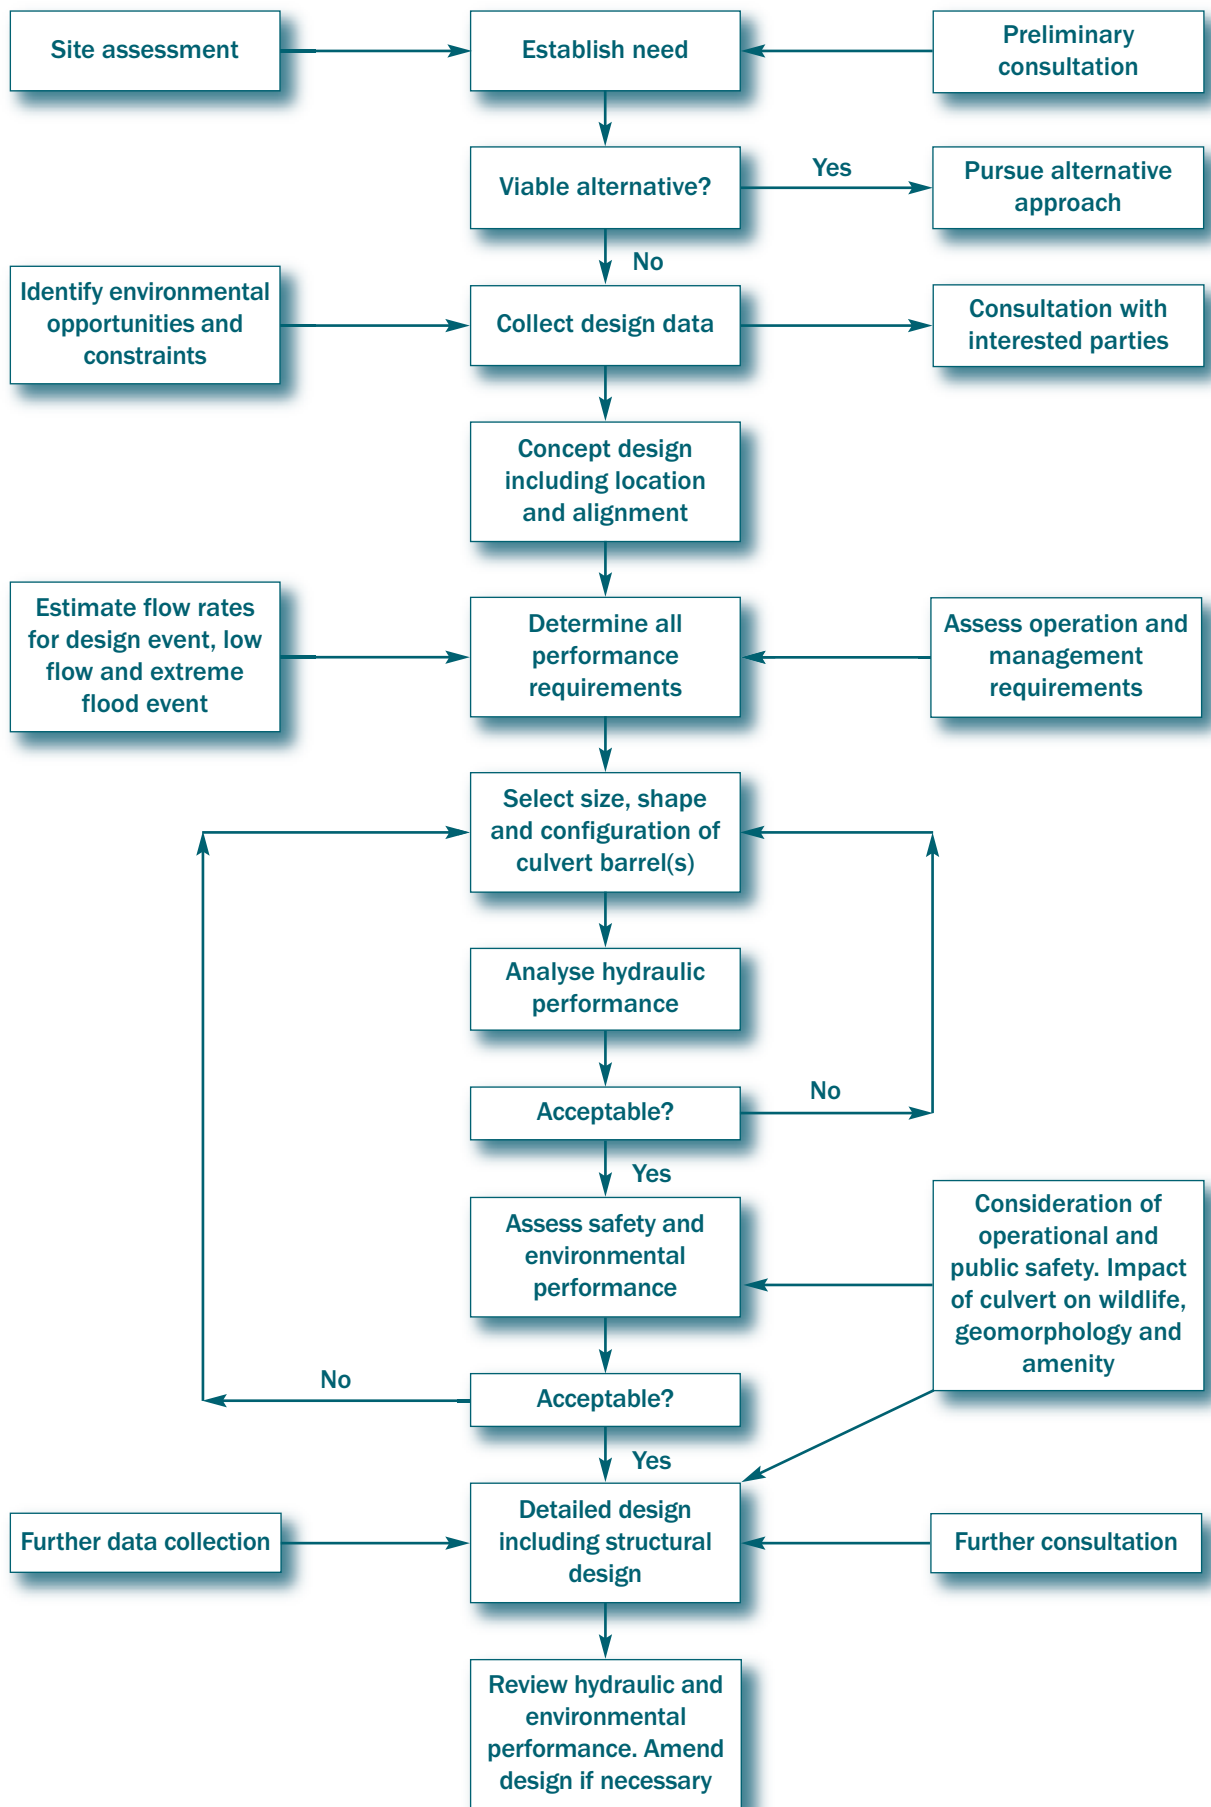 Site assessment
Establish need
Preliminary
consultation
Viable alternative?
Yes
Pursue alternative
approach
No
Identify environmental
opportunities and
constraints
Collect design data
Consultation with
interested parties
Concept design
including location
and alignment
Estimate flow rates
for design event, low
flow and extreme
flood event
Determine all
performance
requirements
Assess operation and
management
requirements
Select size, shape
and configuration of
culvert barrel(s)
Analyse hydraulic
performance
Acceptable?
No
Yes
Assess safety and
environmental
performance
Consideration of
operational and
public safety. Impact
of culvert on wildlife,
geomorphology and
amenity
No
Acceptable?
Yes
Further data collection
Detailed design
including structural
design
Further consultation
Review hydraulic and
environmental
performance. Amend
design if necessary